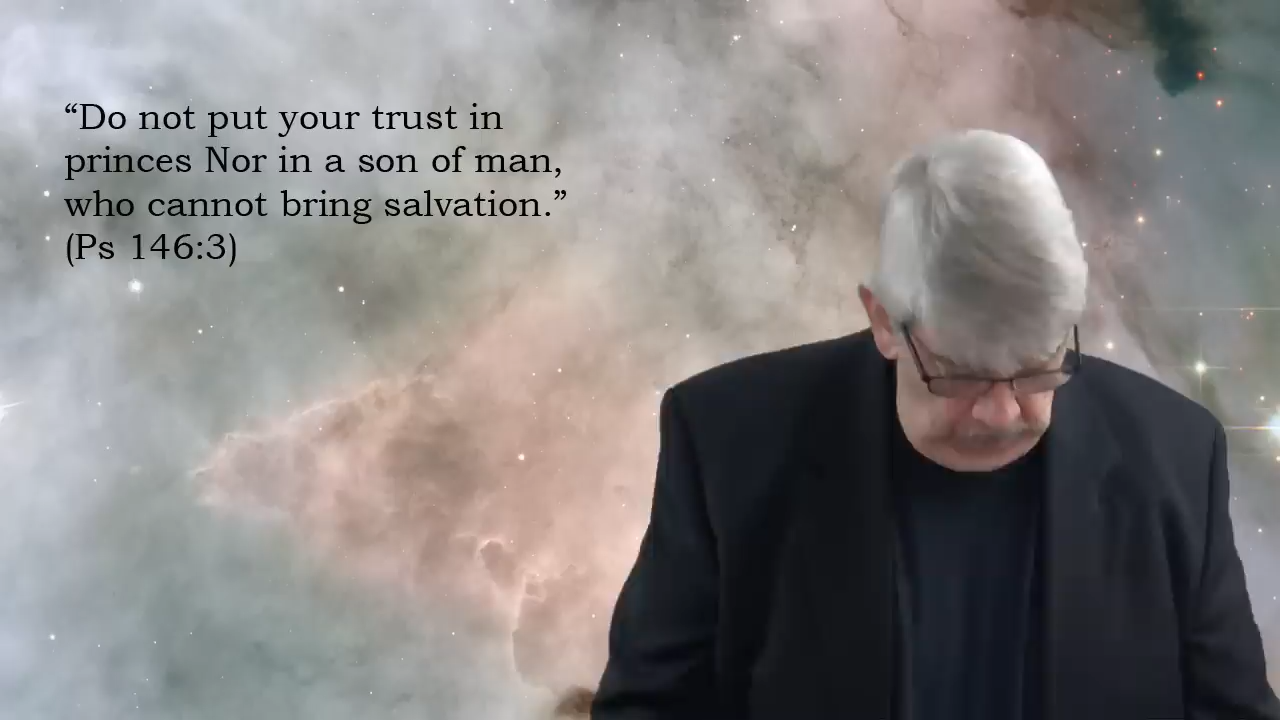 “Do not put your trust in
princes Nor in a son of man,
who cannot bring salvation.”
(Ps 146:3)